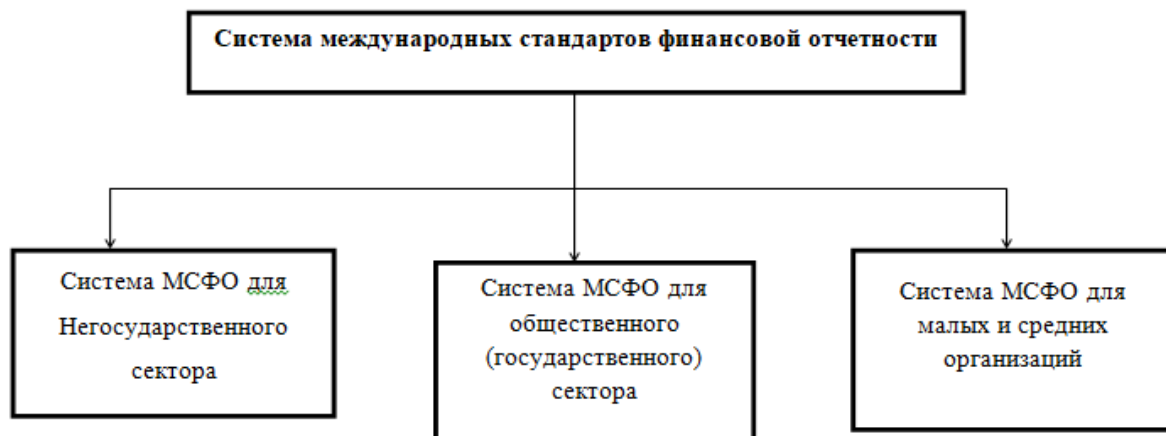 Система международных стандартов финансовой отчетности
Система МСФО для
Негосударственного
сектора
Система МСФО для
общественного
(государственного)
сектора
Система МСФО для
малых и средних
организаций